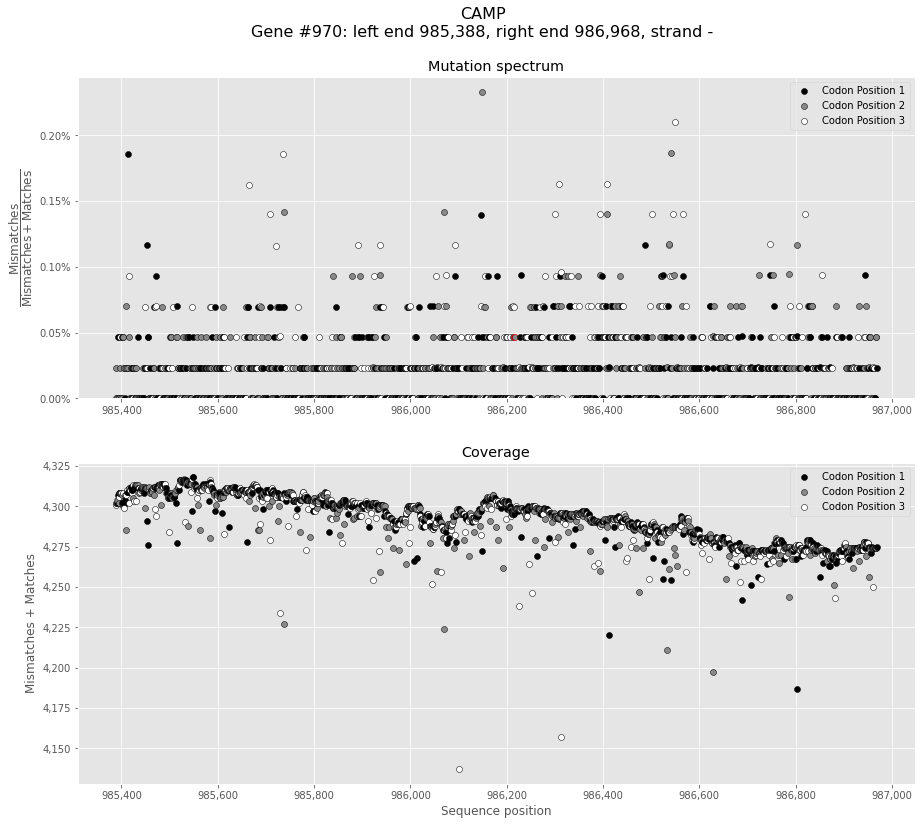 CAMP
Gene #970: left end 985,388, right end 986,968, strand -
Mutation spectrum
Codon Position 1
Codon Position 2
Codon Position 3
0.20%
0.15%
0.10%
0.05%
0.00%
Mismatches
Mismatches + Matches
985,400 985,600 985,800 986,000 986,200 986,400 986,600 986,800 987,000
Coverage
Codon Position 1
Codon Position 2
Codon Position 3
4,325
4,300
4,275
4,250
4,225
4,200
4,175
4,150
Mismatches + Matches
985,400 985,600 985,800 986,000 986,200 986,400 986,600 986,800 987,000
Sequence position